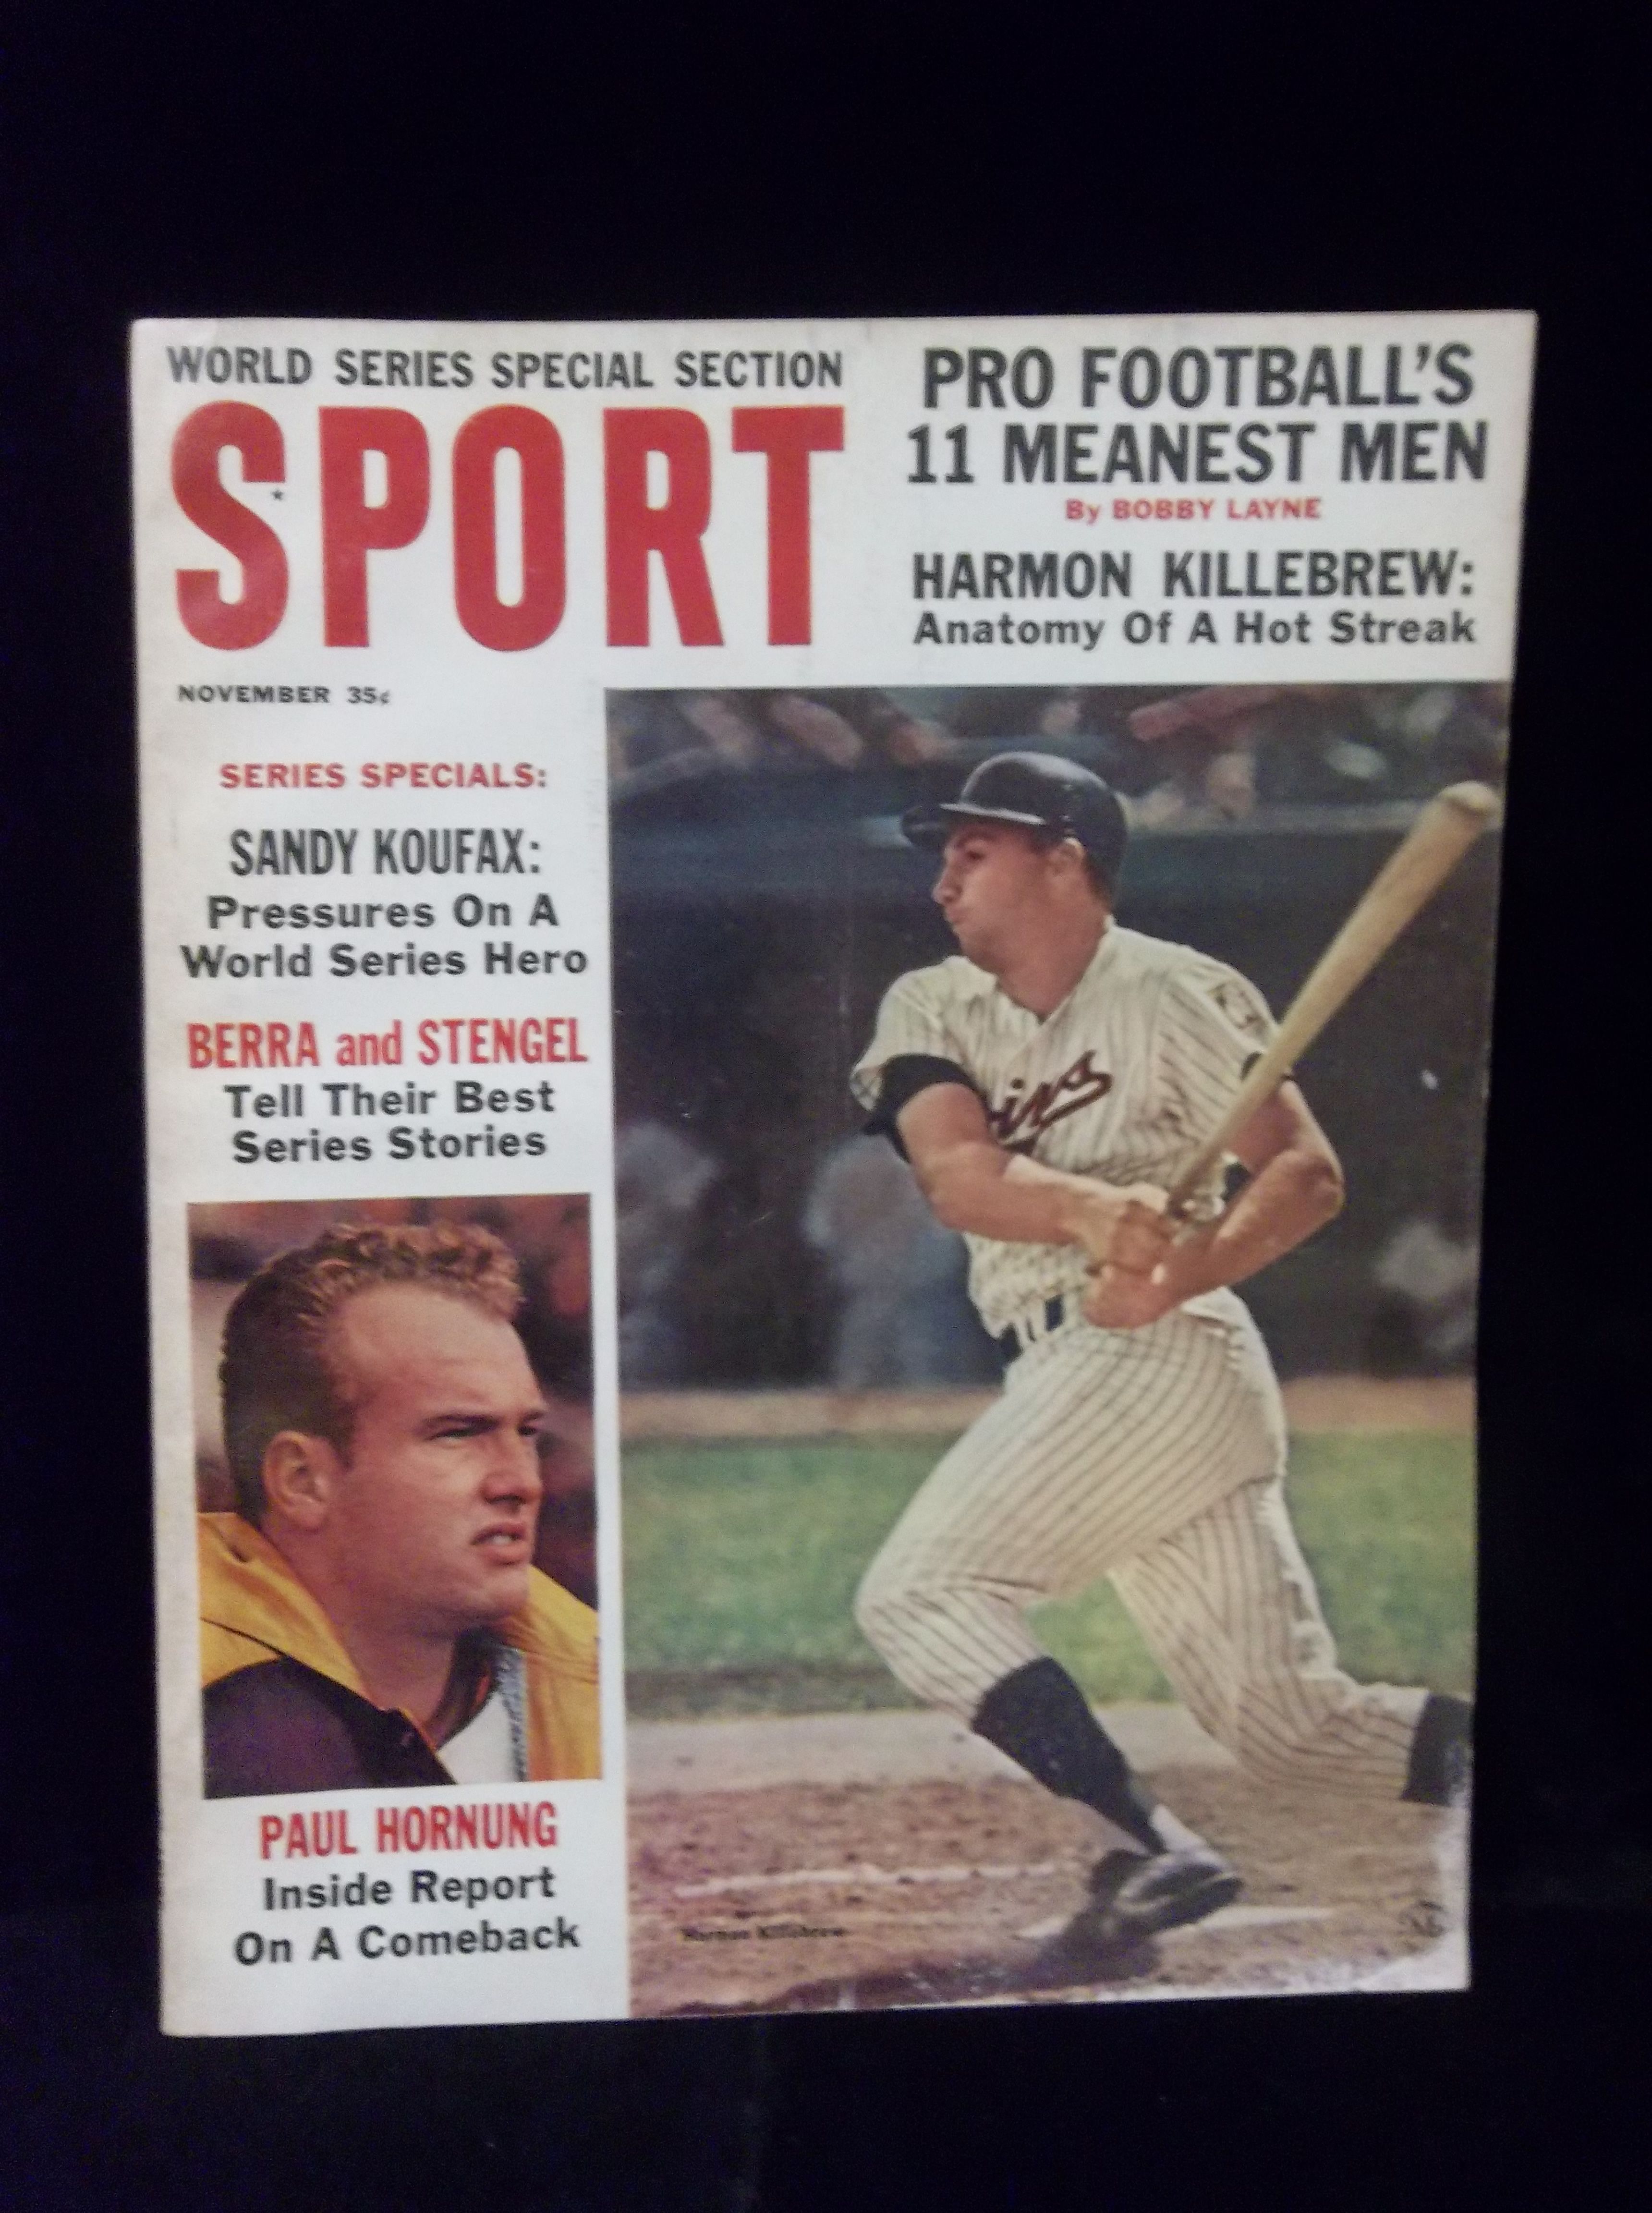 WORLD SERIES SPECIAL SECTION
SPORT
NOVEMBER 35¢
PRO FOOTBALL'S
11 MEANEST MEN
By BOBBY LAYNE
HARMON KILLEBREW:
Anatomy Of A Hot Streak
SERIES SPECIALS:
SANDY KOUFAX:
Pressures On A
World Series Hero
BERRA and STENGEL
Tell Their Best
Series Stories
PAUL HORNUNG
Inside Report
On A Comeback
Harmon Killebrew